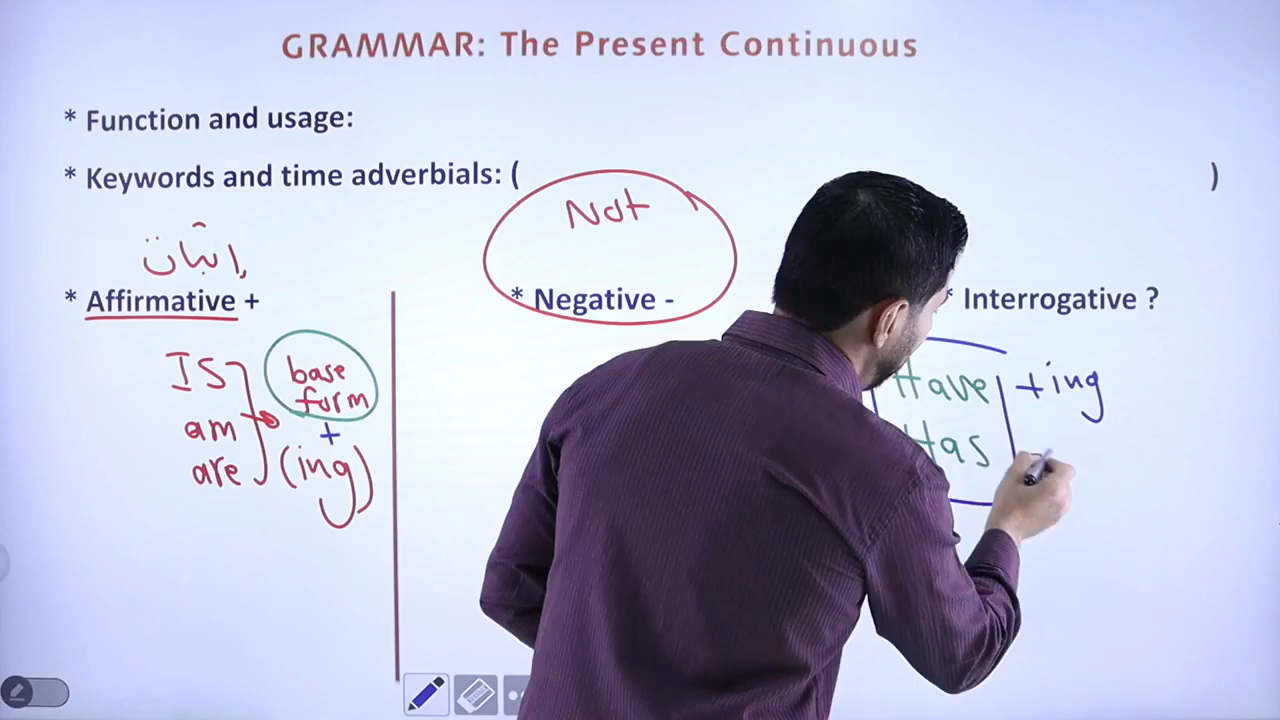 GRAMMAR: The Present Continuous
* Function and usage:
* Keywords and time adverbials: ( )
Not
اثبات
* Affirmative +
* Negative -
* Interrogative ?
IS
am
are
base
form
+
(ing)
Have
Has
+ing